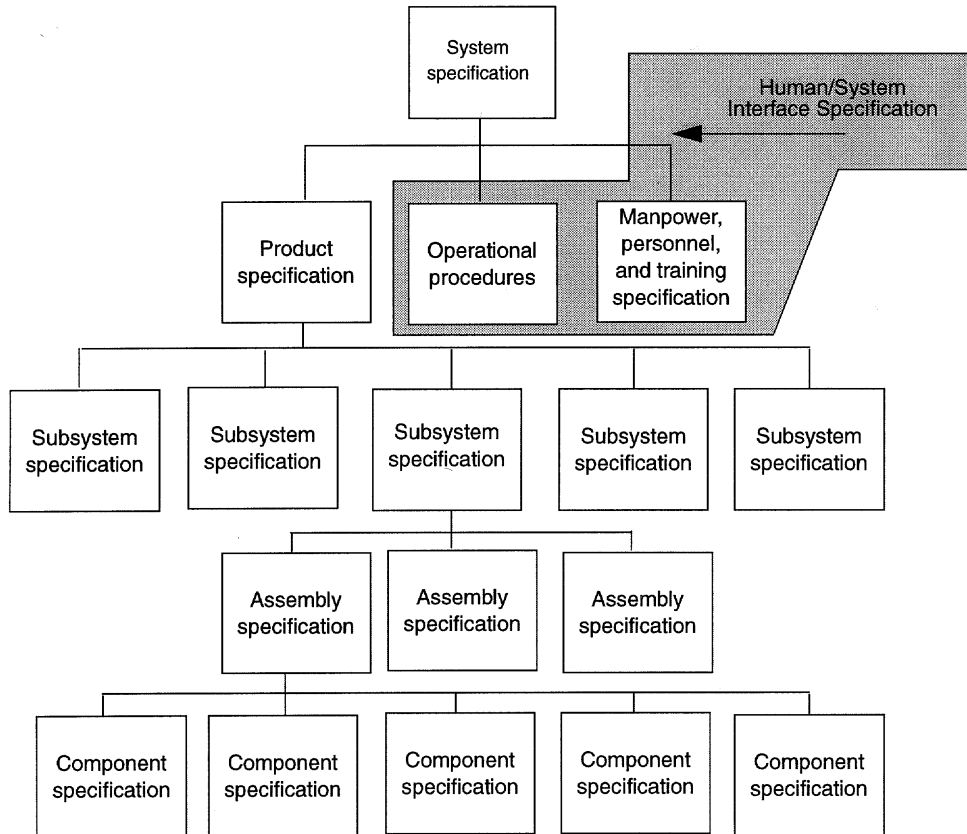 System
specification
Human/System
Interface Specification
Product
specification
Operational
procedures
Manpower,
personnel,
and training
specification
Subsystem
specification
Subsystem
specification
Subsystem
specification
Subsystem
specification
Subsystem
specification
Assembly
specification
Assembly
specification
Assembly
specification
Component
specification
Component
specification
Component
specification
Component
specification
Component
specification